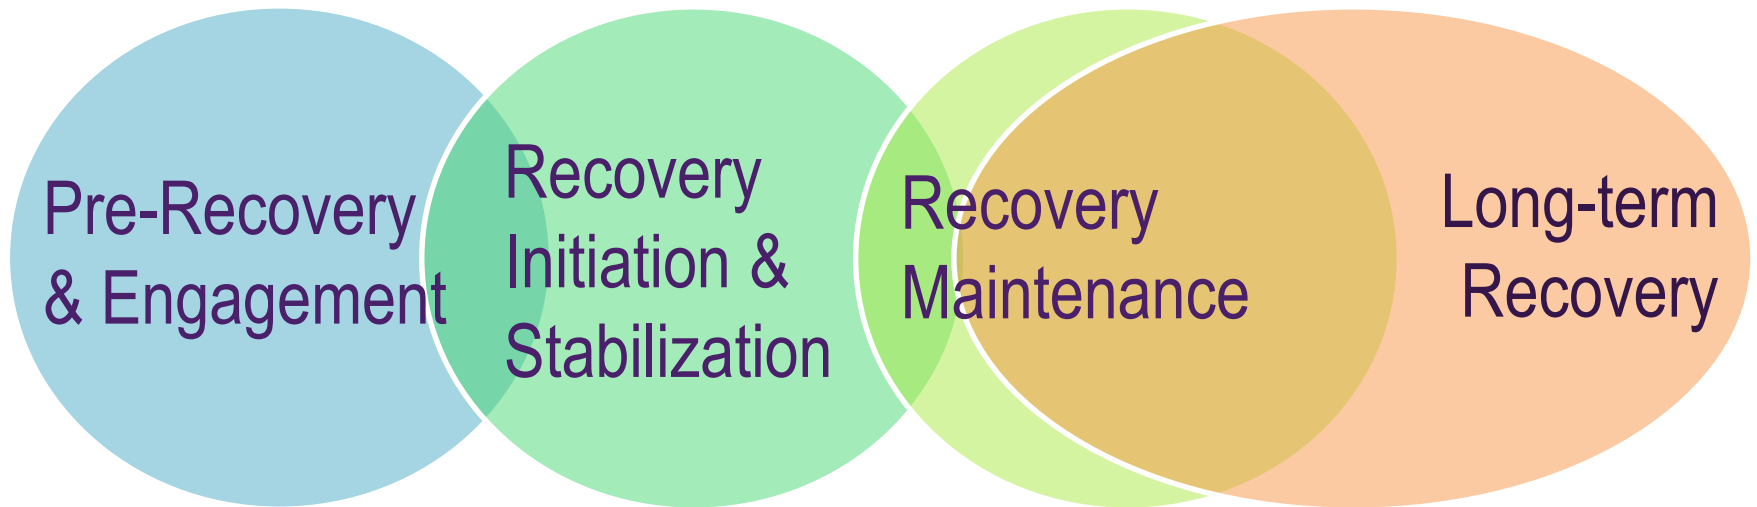 Pre-Recovery
& Engagement
Recovery
Initiation &
Stabilization
Recovery
Maintenance
Long-term
Recovery